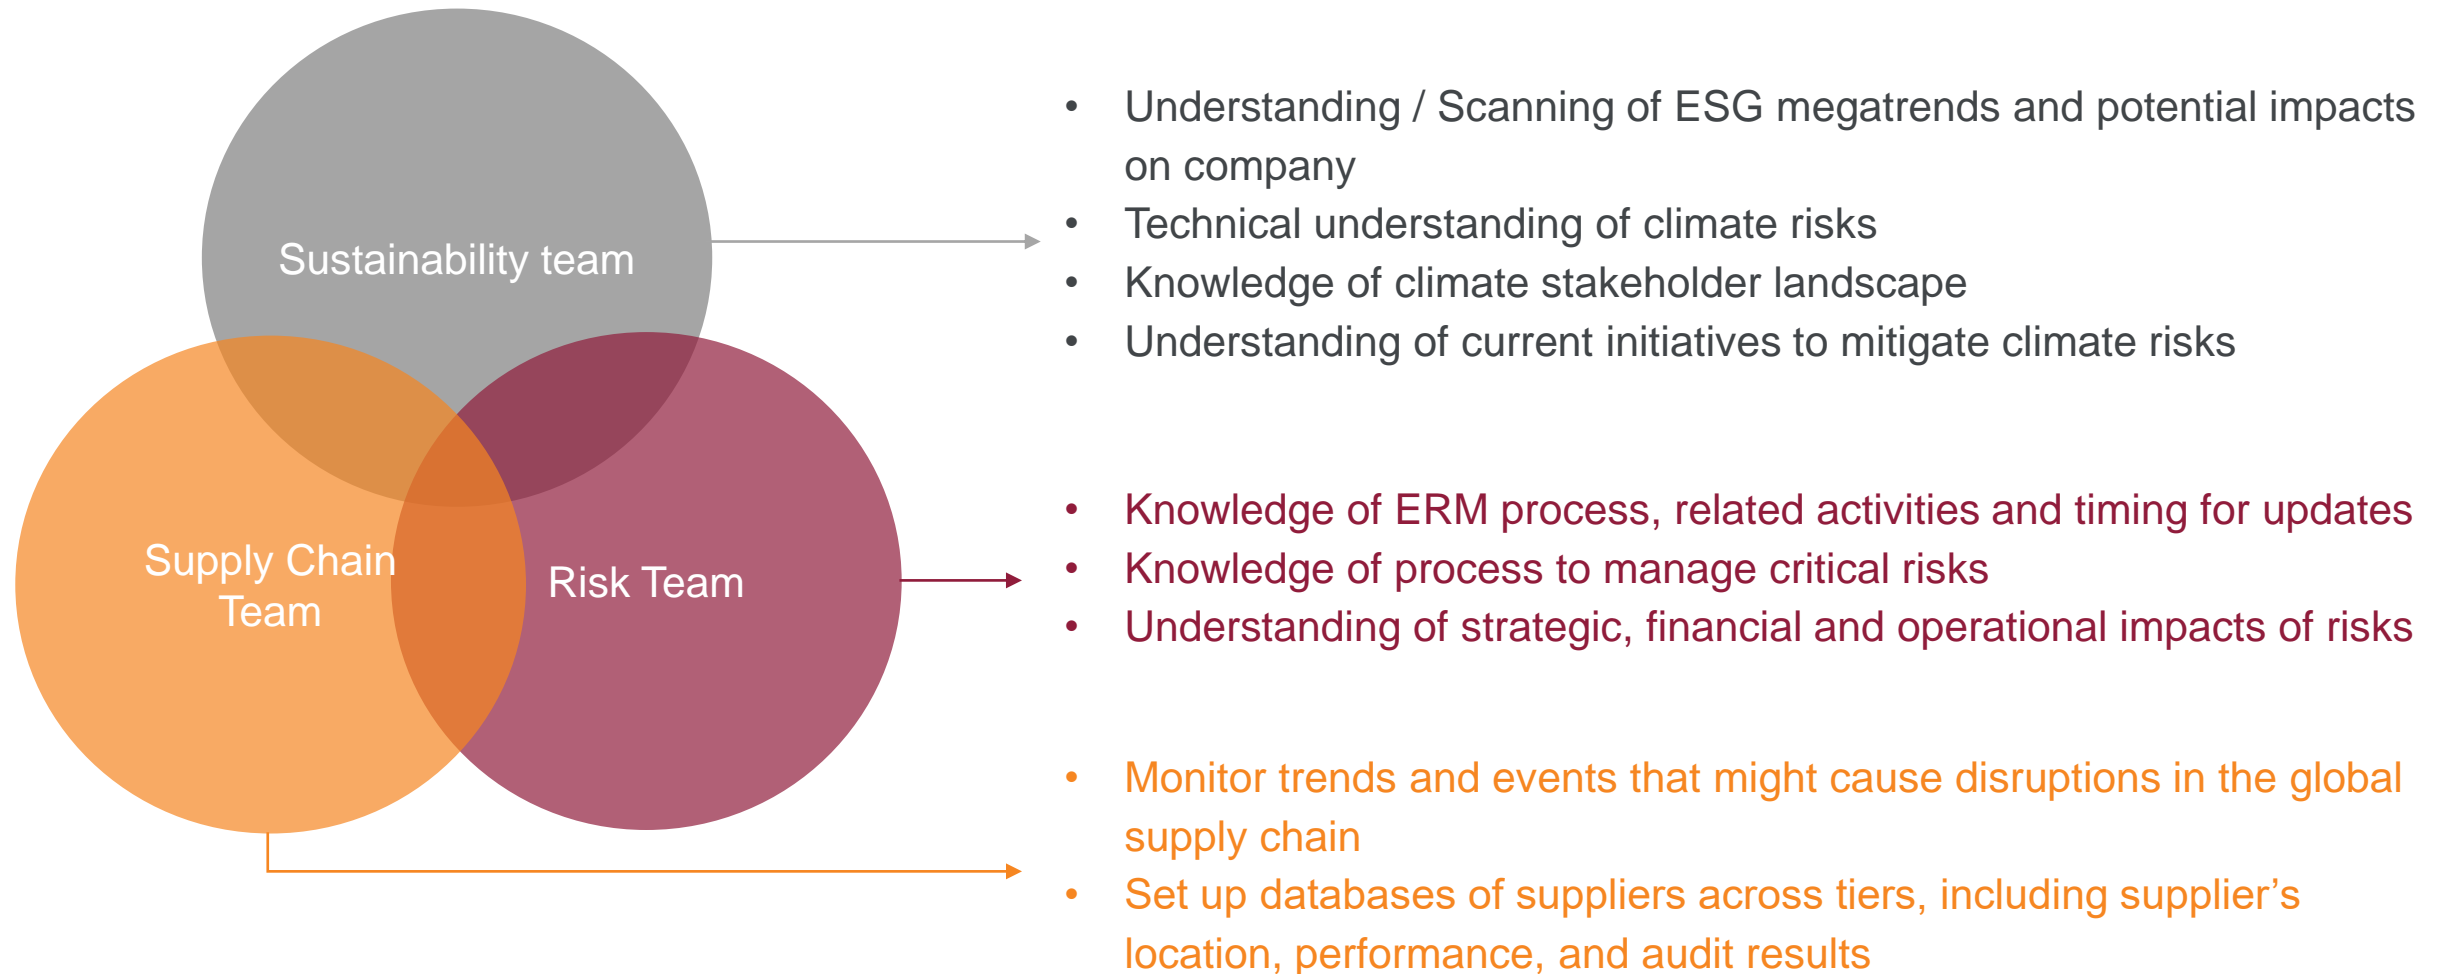 Sustainability team
Supply Chain
Team
Risk Team
• Understanding / Scanning of ESG megatrends and potential impacts
on company
• Technical understanding of climate risks
• Knowledge of climate stakeholder landscape
• Understanding of current initiatives to mitigate climate risks
• Knowledge of ERM process, related activities and timing for updates
• Knowledge of process to manage critical risks
• Understanding of strategic, financial and operational impacts of risks
• Monitor trends and events that might cause disruptions in the global
supply chain
• Set up databases of suppliers across tiers, including supplier’s
location, performance, and audit results